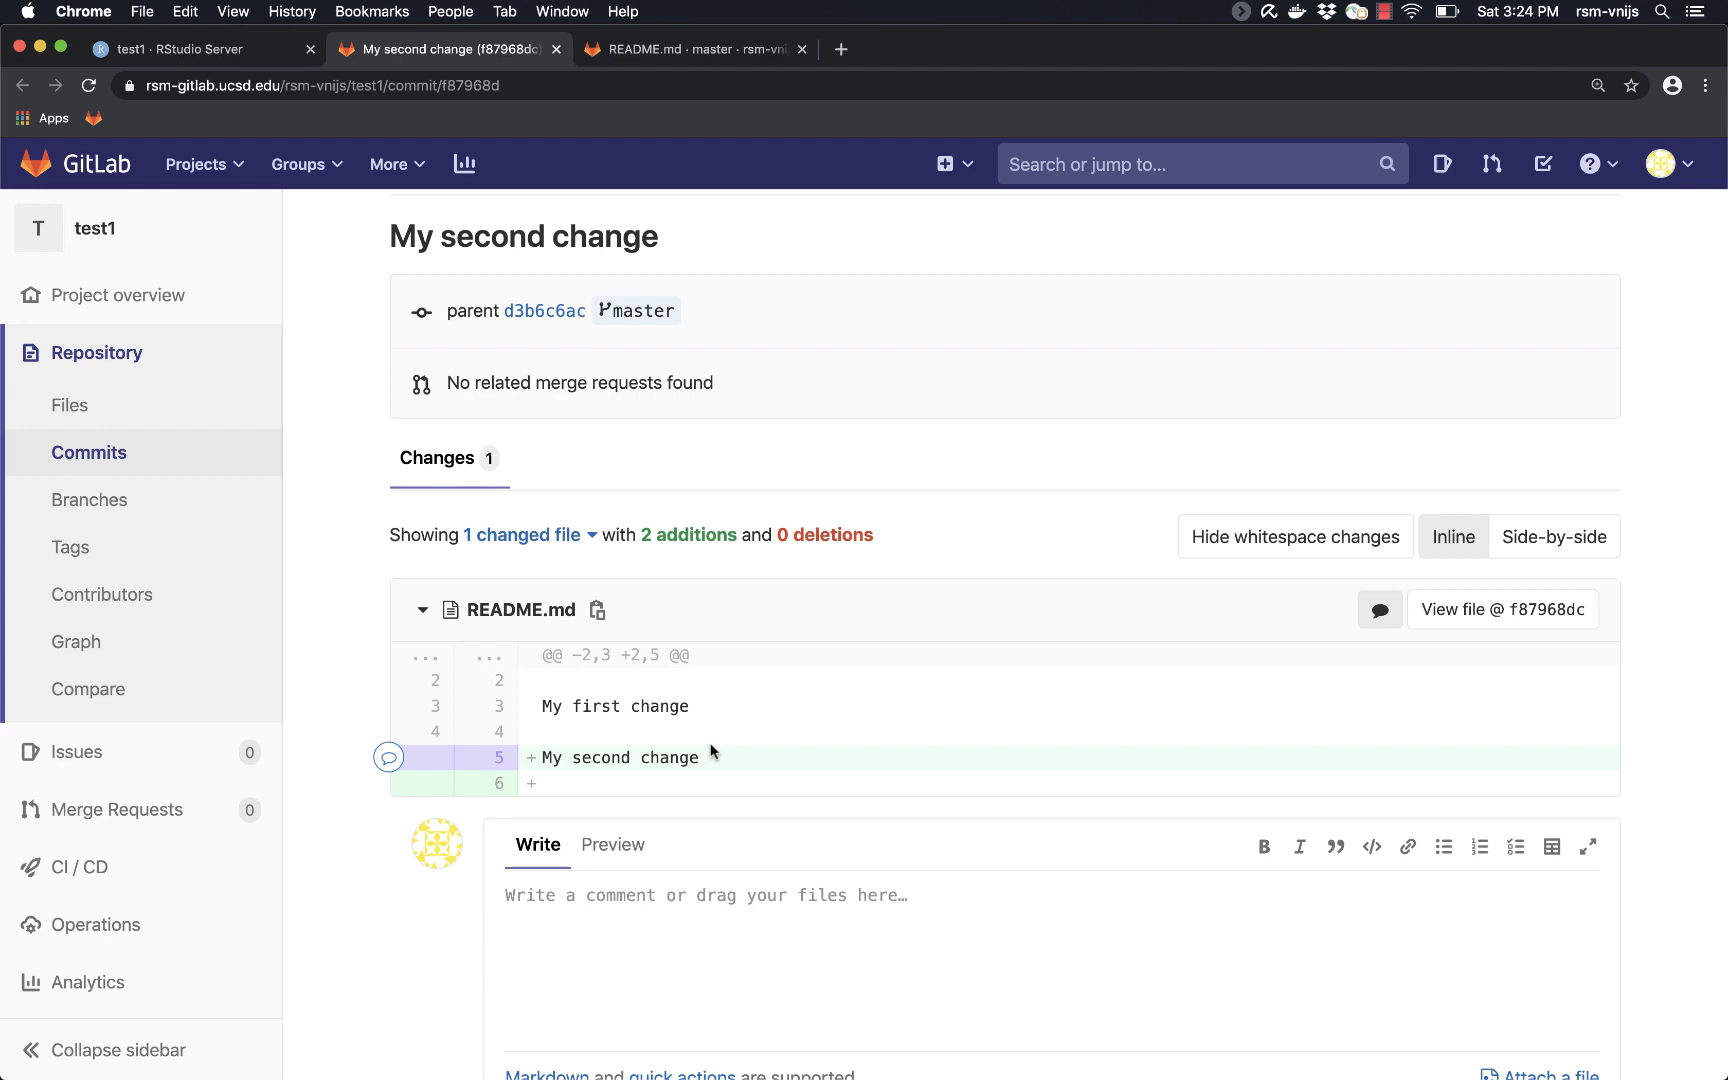 Chrome File Edit View History Bookmarks People Tab Window Help Sat 3:24 PM rsm-vnijs
test1 · RStudio Server My second change (f87968dc) README.md · master · rsm-vni
rsm-gitlab.ucsd.edu/rsm-vnijs/test1/commit/f87968d
Apps
GitLab Projects Groups More Search or jump to...
T test1
Project overview
Repository
Files
Commits
Branches
Tags
Contributors
Graph
Compare
Issues 0
Merge Requests 0
CI / CD
Operations
Analytics
Collapse sidebar
My second change
parent d3b6c6ac master
No related merge requests found
Changes 1
Showing 1 changed file with 2 additions and 0 deletions Hide whitespace changes Inline Side-by-side
README.md View file @ f87968dc
... ... @@ -2,3 +2,5 @@
2 2
3 3 My first change
4 4
5 + My second change
6 +
Write Preview
Write a comment or drag your files here…
Markdown and quick actions are supported Attach a file